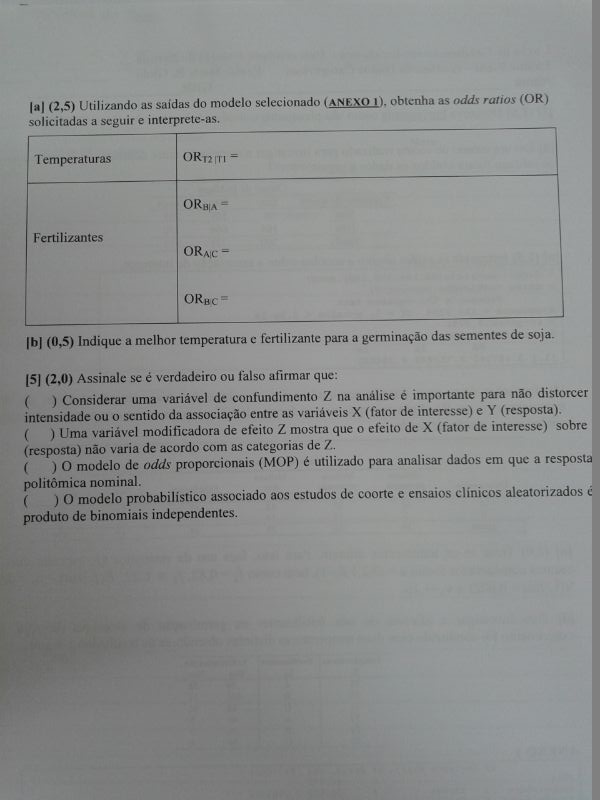 [a] (2,5) Utilizando as saídas do modelo selecionado (ANEXO 1), obtenha as odds ratios (OR)
solicitadas a seguir e interprete-as.
Temperaturas
OR T2 |T1 =
Fertilizantes
OR B|A =
OR A|C =
OR B|C =
[b] (0,5) Indique a melhor temperatura e fertilizante para a germinação das sementes de soja.
[5] (2,0) Assinale se é verdadeiro ou falso afirmar que:
( ) Considerar uma variável de confundimento Z na análise é importante para não distorcer
intensidade ou o sentido da associação entre as variáveis X (fator de interesse) e Y (resposta).
( ) Uma variável modificadora de efeito Z mostra que o efeito de X (fator de interesse) sobre
(resposta) não varia de acordo com as categorias de Z.
( ) O modelo de odds proporcionais (MOP) é utilizado para analisar dados em que a resposta
politômica nominal.
( ) O modelo probabilístico associado aos estudos de coorte e ensaios clínicos aleatorizados é
produto de binomiais independentes.